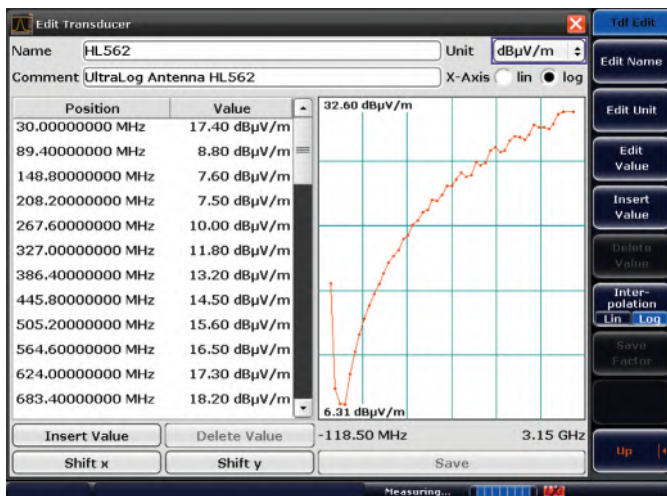 Edit Transducer
Tdf Edit
Name HL562 Unit dBµV/m
Comment UltraLog Antenna HL562 X-Axis lin log
Position Value
30.00000000 MHz 17.40 dBµV/m
89.40000000 MHz 8.80 dBµV/m
148.80000000 MHz 7.60 dBµV/m
208.20000000 MHz 7.50 dBµV/m
267.60000000 MHz 10.00 dBµV/m
327.00000000 MHz 11.80 dBµV/m
386.40000000 MHz 13.20 dBµV/m
445.80000000 MHz 14.50 dBµV/m
505.20000000 MHz 15.60 dBµV/m
564.60000000 MHz 16.50 dBµV/m
624.00000000 MHz 17.30 dBµV/m
683.40000000 MHz 18.20 dBµV/m
32.60 dBµV/m
6.31 dBµV/m
-118.50 MHz 3.15 GHz
Insert Value Delete Value
Shift x Shift y Save
Edit Name
Edit Unit
Edit
Value
Insert
Value
Delete
Value
Inter-
polation
Lin Log
Save
Factor
Up
Measuring...